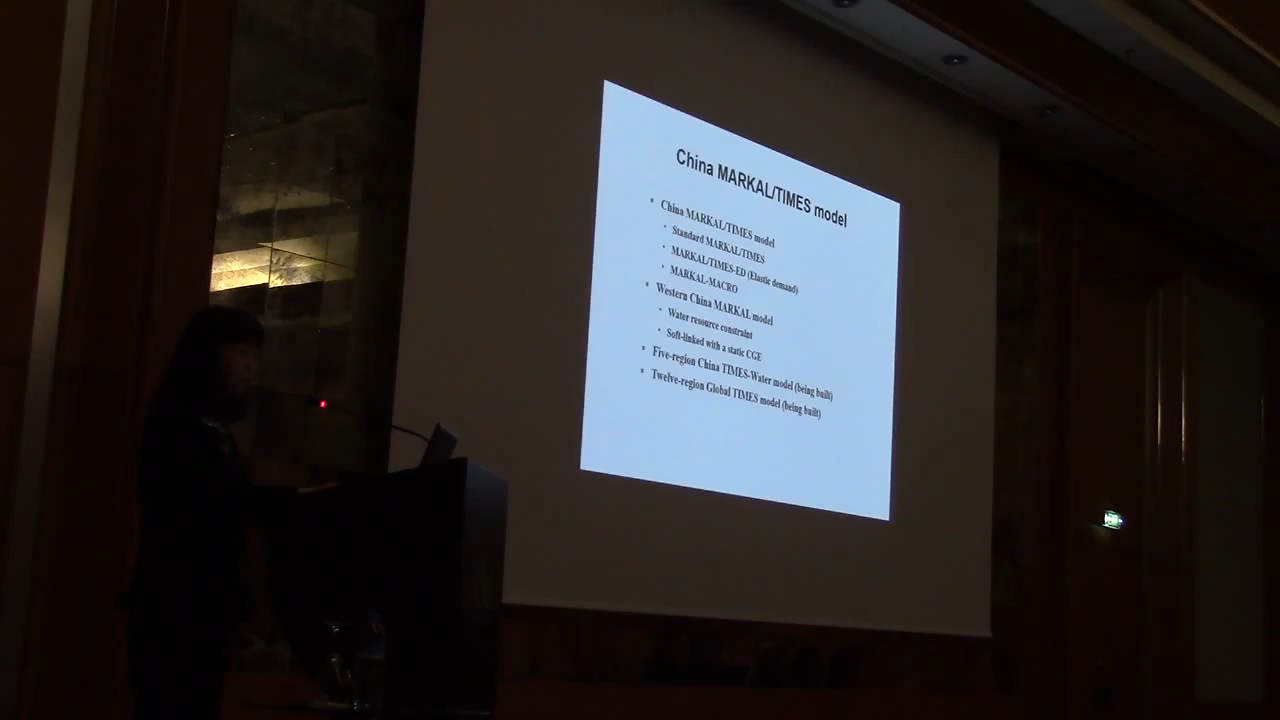 China MARKAL/TIMES model
China MARKAL/TIMES model
Standard MARKAL/TIMES
MARKAL/TIMES-ED (Elastic demand)
MARKAL-MACRO
Western China MARKAL model
Water resource constraint
Soft-linked with a static CGE
Five-region China TIMES-Water model (being built)
Twelve-region Global TIMES model (being built)